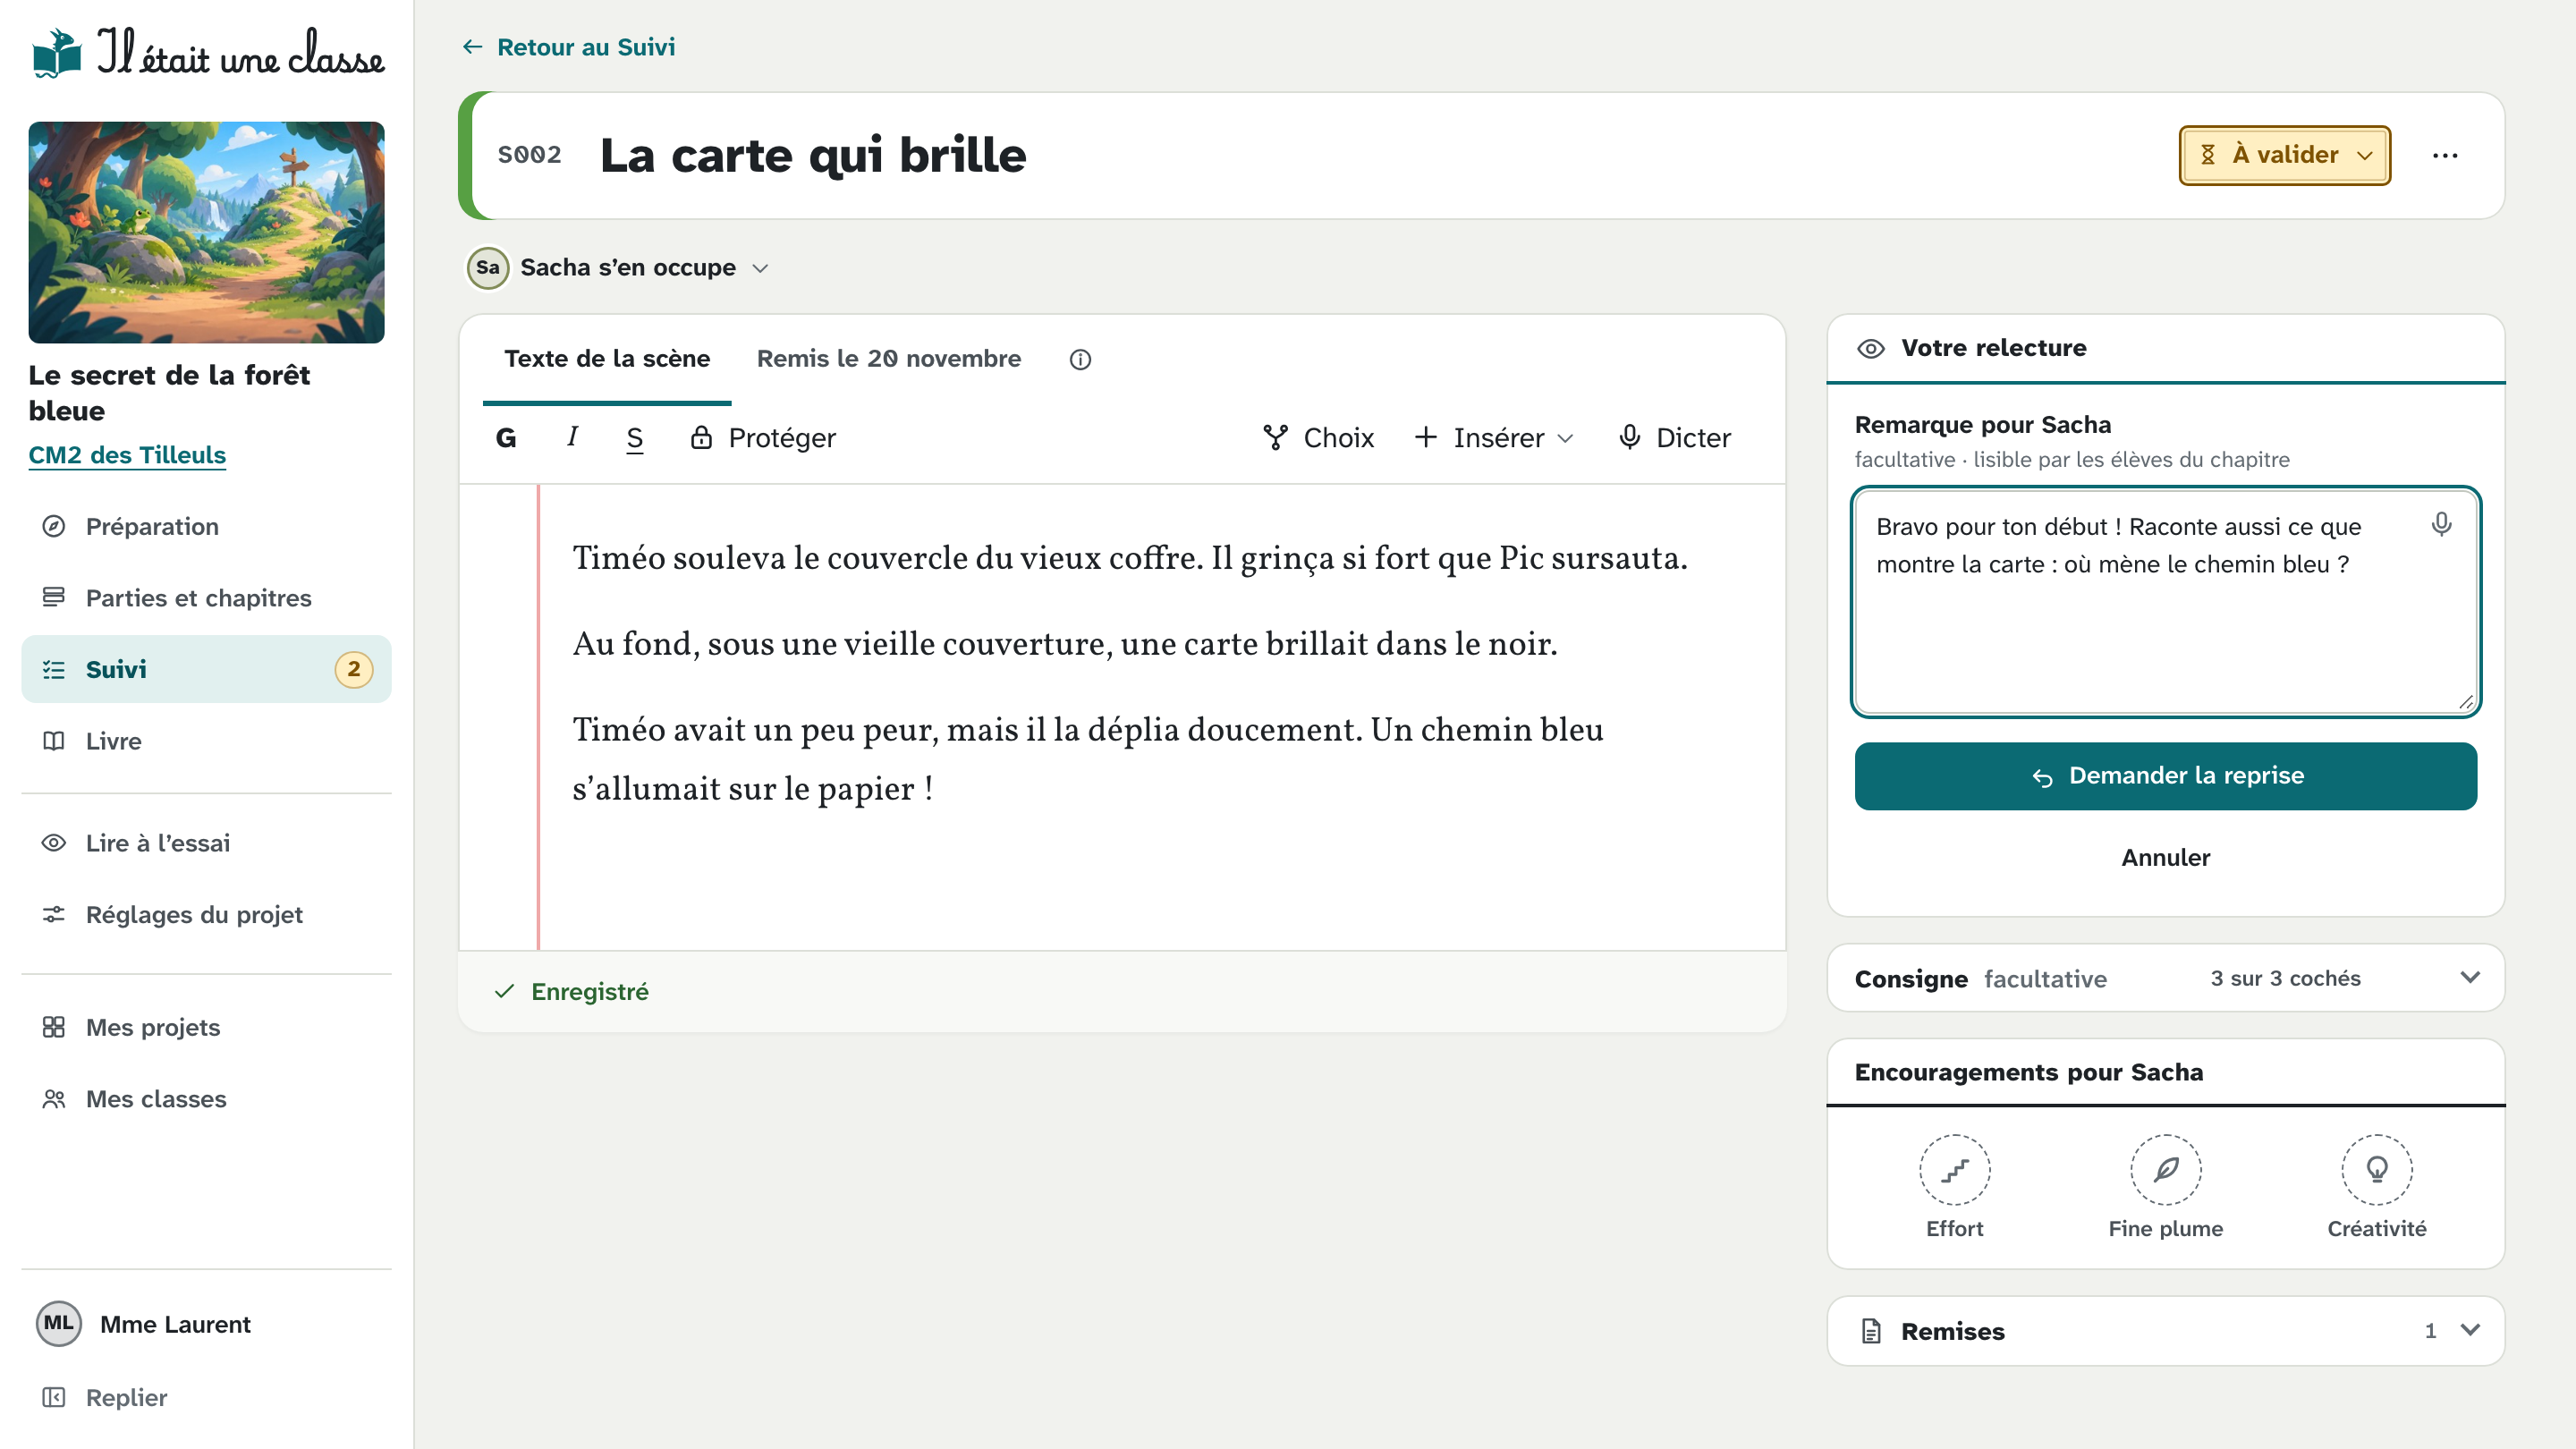 Il était une classe
Le secret de la forêt
bleue
CM2 des Tilleuls
Préparation
Parties et chapitres
Suivi 2
Livre
Lire à l’essai
Réglages du projet
Mes projets
Mes classes
ML Mme Laurent
Replier
← Retour au Suivi
S002 La carte qui brille
À valider
Sa Sacha s’en occupe
Texte de la scène Remis le 20 novembre
G I S Protéger Choix Insérer Dicter
Timéo souleva le couvercle du vieux coffre. Il grinça si fort que Pic sursauta.
Au fond, sous une vieille couverture, une carte brillait dans le noir.
Timéo avait un peu peur, mais il la déplia doucement. Un chemin bleu
s’allumait sur le papier !
Enregistré
Votre relecture
Remarque pour Sacha
facultative · lisible par les élèves du chapitre
Bravo pour ton début ! Raconte aussi ce que
montre la carte : où mène le chemin bleu ?
Demander la reprise
Annuler
Consigne facultative 3 sur 3 cochés
Encouragements pour Sacha
Effort Fine plume Créativité
Remises 1